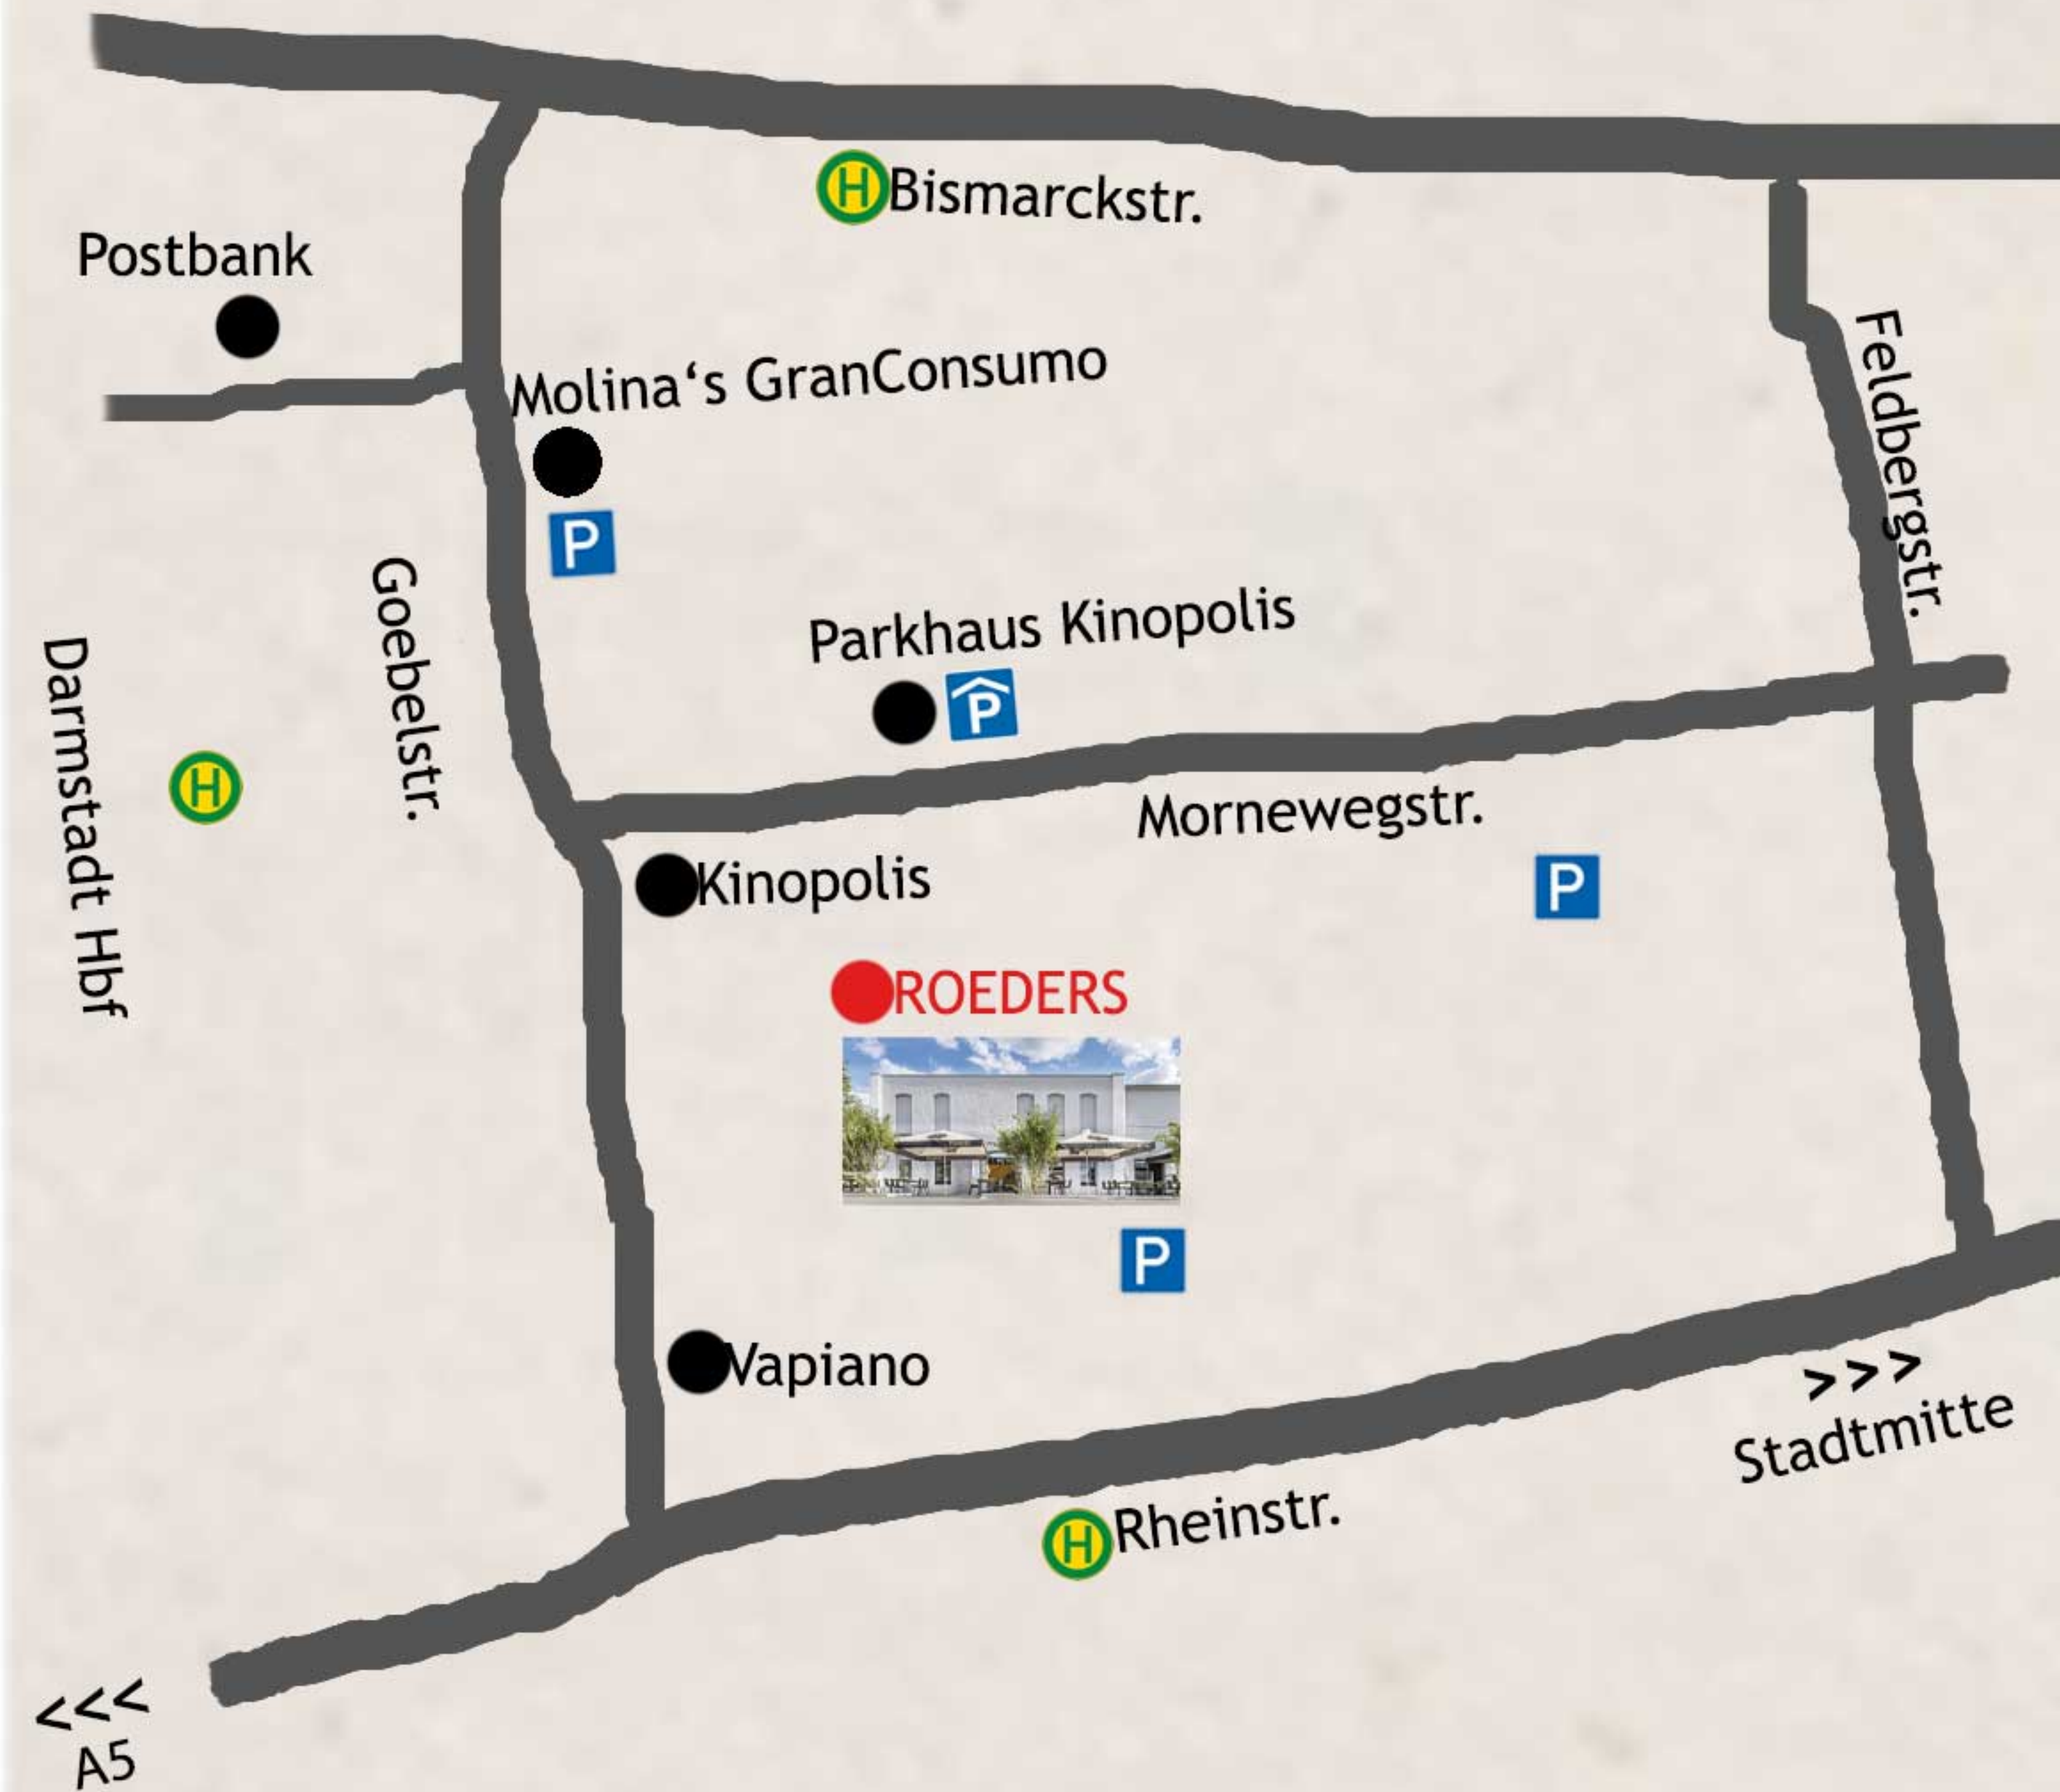 H Bismarckstr.
Postbank
Molina‘s GranConsumo
P
Feldbergstr.
Goebelstr.
Parkhaus Kinopolis
P
Darmstadt Hbf
H
Mornewegstr.
Kinopolis
P
ROEDERS
P
Vapiano
>>>
Stadtmitte
H Rheinstr.
<<<
A5